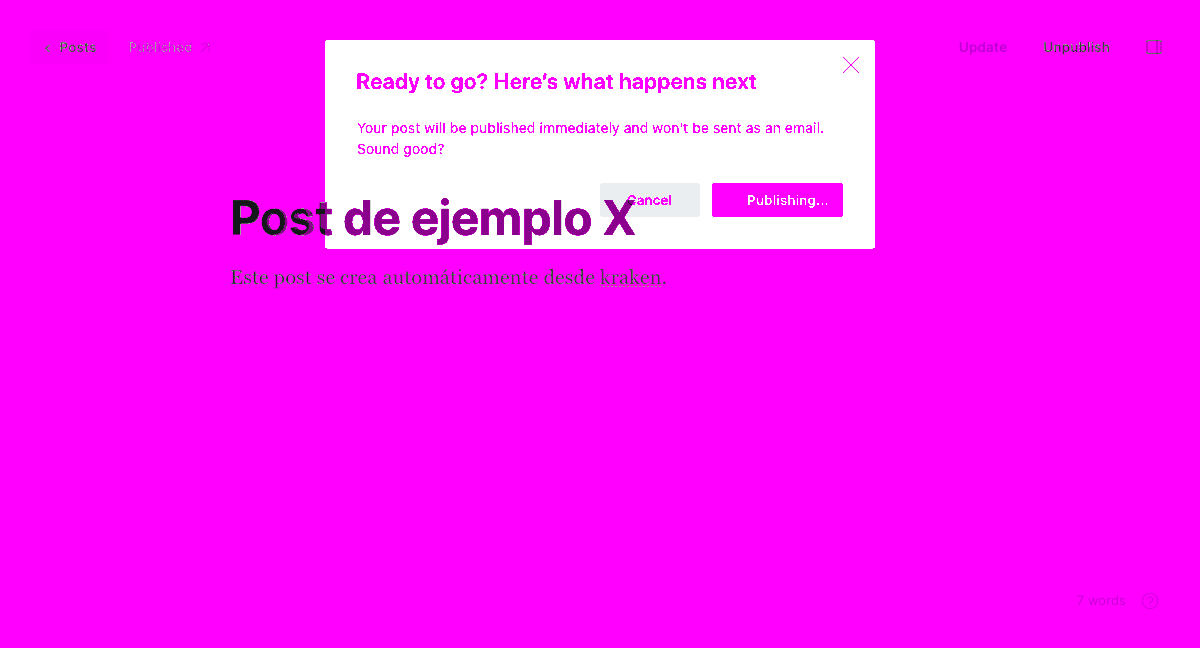 Posts Published Update Unpublish
Ready to go? Here's what happens next
Your post will be published immediately and won't be sent as an email.
Sound good?
Cancel Publishing...
Post de ejemplo X
Este post se crea automáticamente desde kraken.
7 words